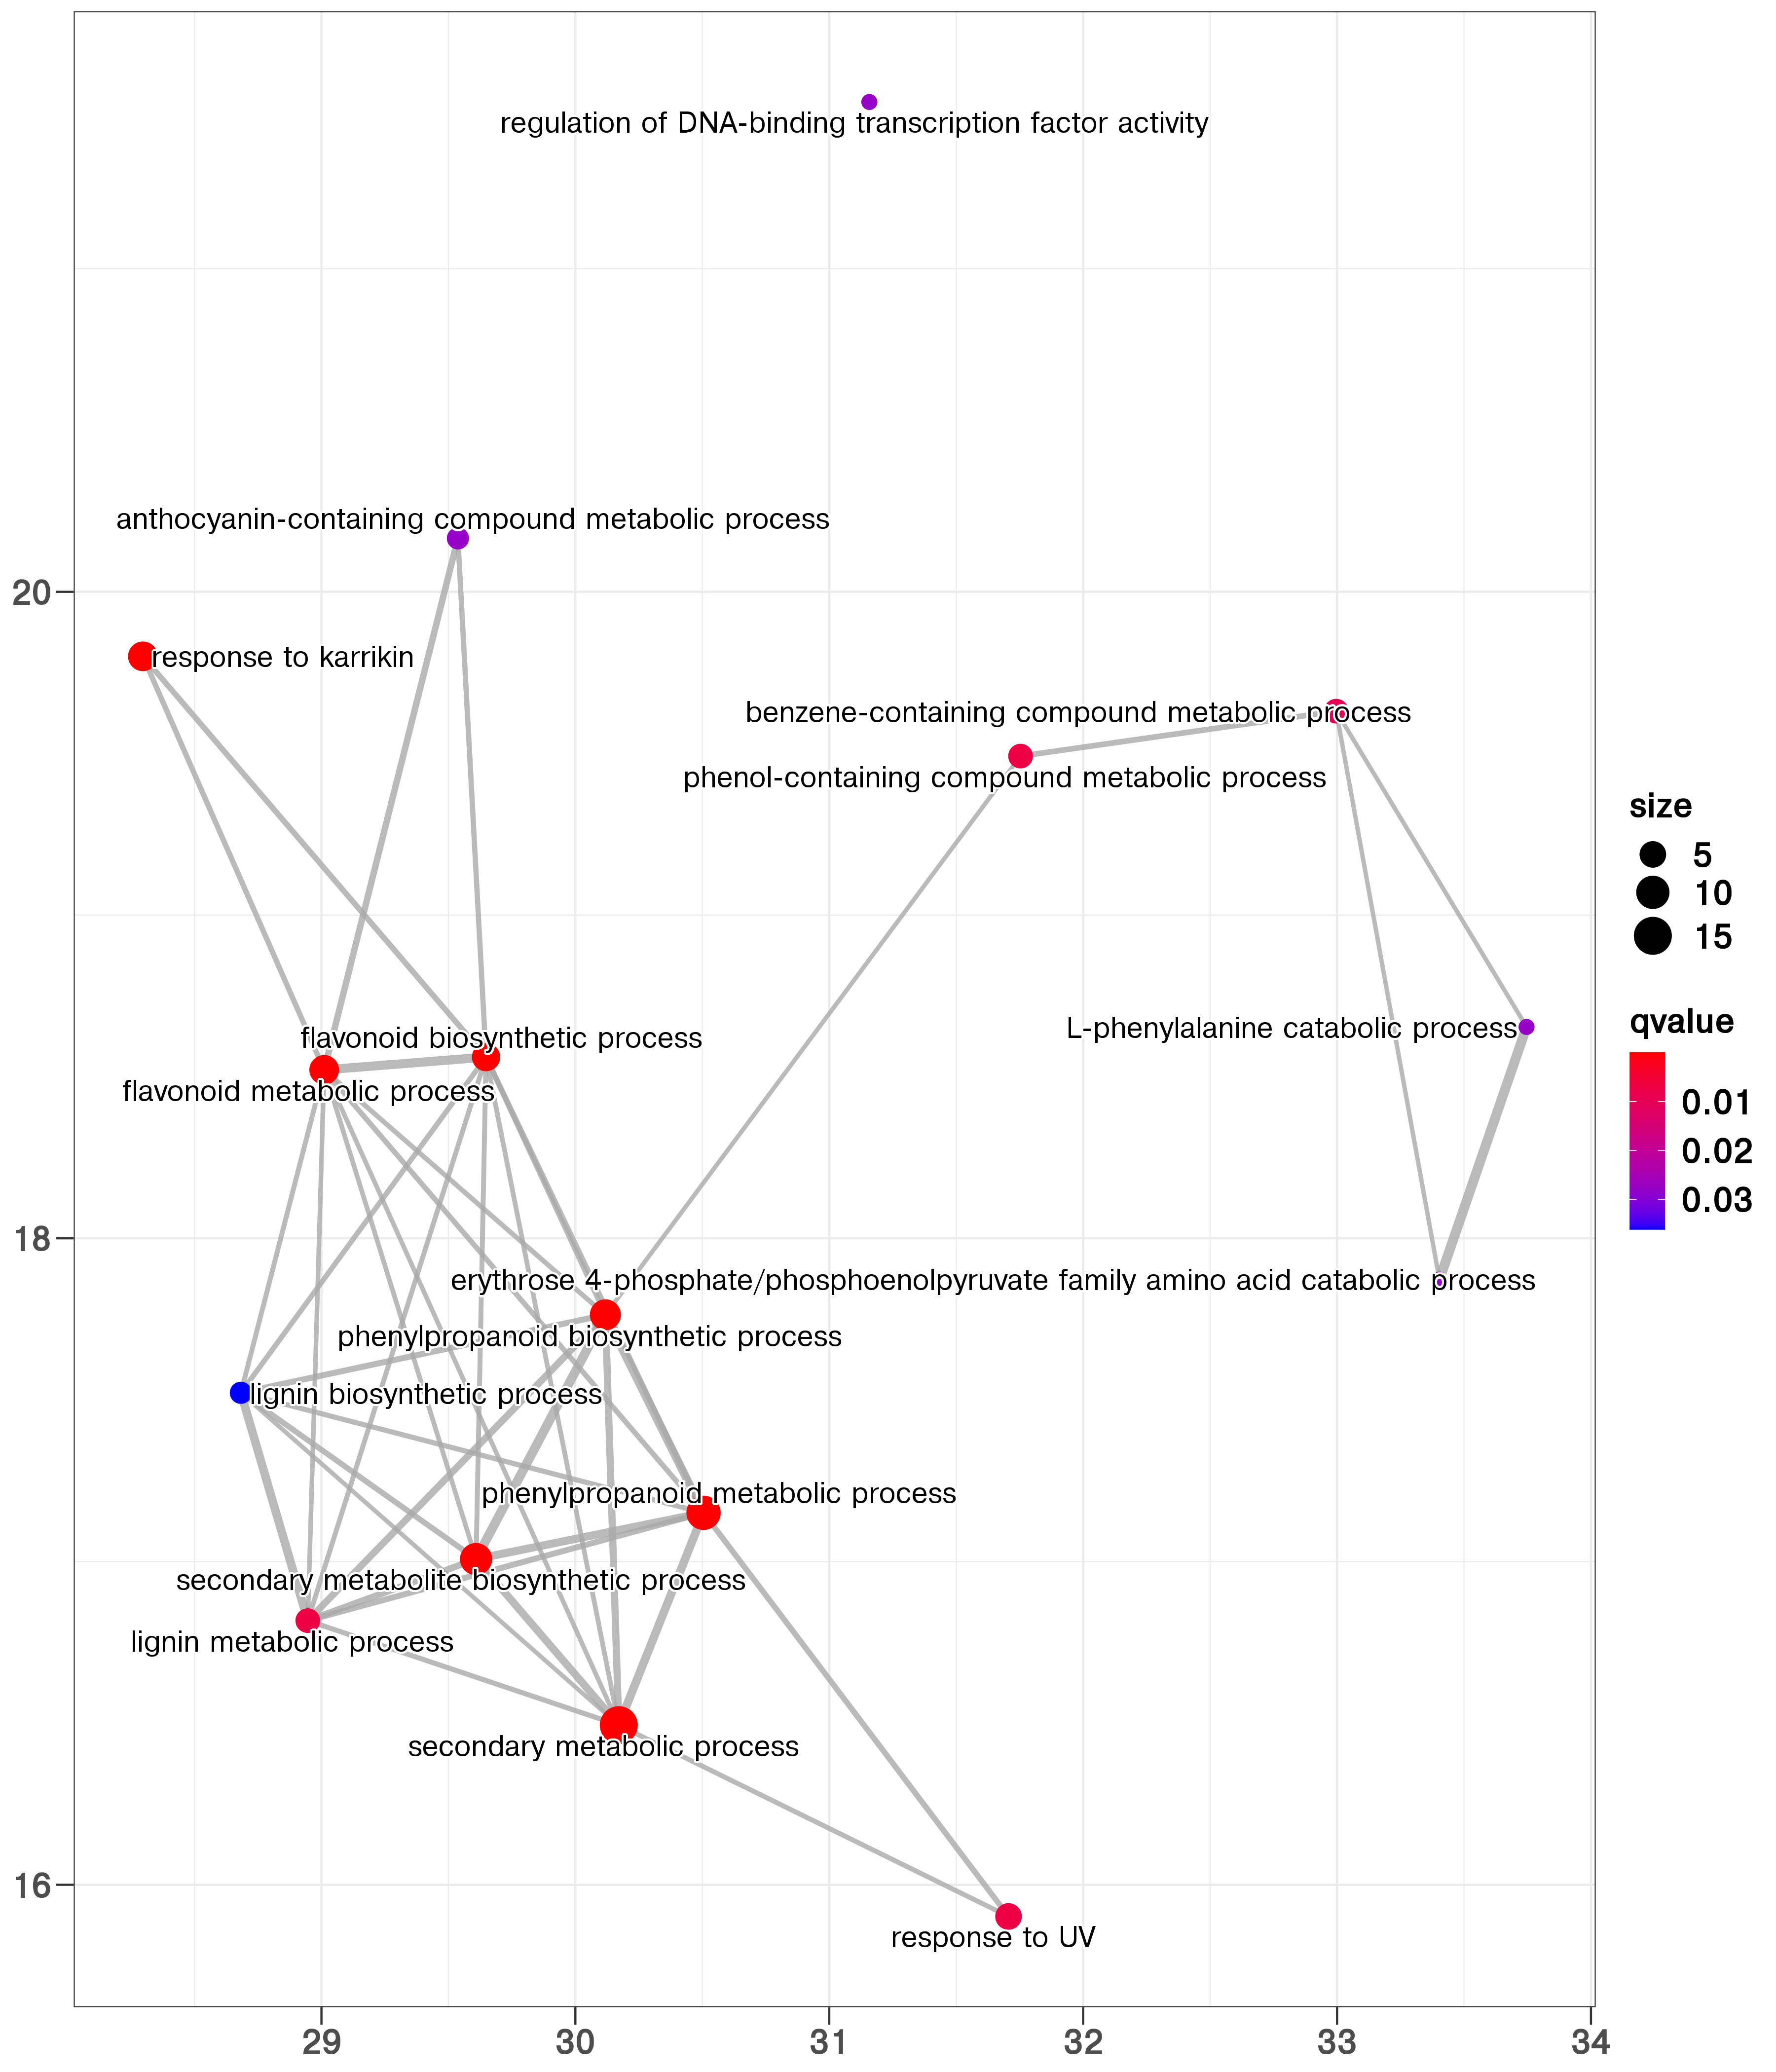 regulation of DNA-binding transcription factor activity
anthocyanin-containing compound metabolic process
20
response to karrikin
benzene-containing compound metabolic process
phenol-containing compound metabolic process
size
5
10
15
qvalue
0.01
0.02
0.03
L-phenylalanine catabolic process
flavonoid biosynthetic process
flavonoid metabolic process
18
erythrose 4-phosphate/phosphoenolpyruvate family amino acid catabolic process
phenylpropanoid biosynthetic process
lignin biosynthetic process
phenylpropanoid metabolic process
secondary metabolite biosynthetic process
lignin metabolic process
secondary metabolic process
16
response to UV
29 30 31 32 33 34